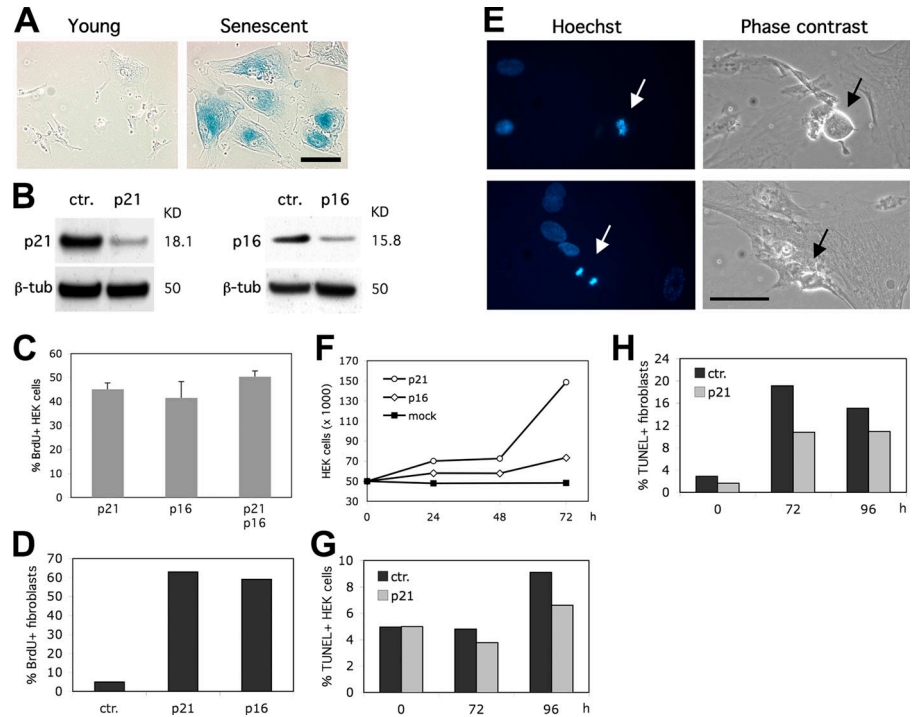 A
Young
Senescent
B
ctr.
p21
KD
p21
18.1
β-tub
50
ctr.
p16
KD
p16
15.8
β-tub
50
C
% BrdU+ HEK cells
60
50
40
30
20
10
0
p21
p16
p21
p16
D
% BrdU+ fibroblasts
70
60
50
40
30
20
10
0
ctr.
p21
p16
E
Hoechst
Phase contrast
F
HEK cells (x 1000)
170
150
130
110
90
70
50
30
p21
p16
mock
0
24
48
72
h
G
% TUNEL+ HEK cells
10
8
6
4
2
0
ctr.
p21
0
72
96
h
H
% TUNEL+ fibroblasts
24
20
16
12
8
4
0
ctr.
p21
0
72
96
h